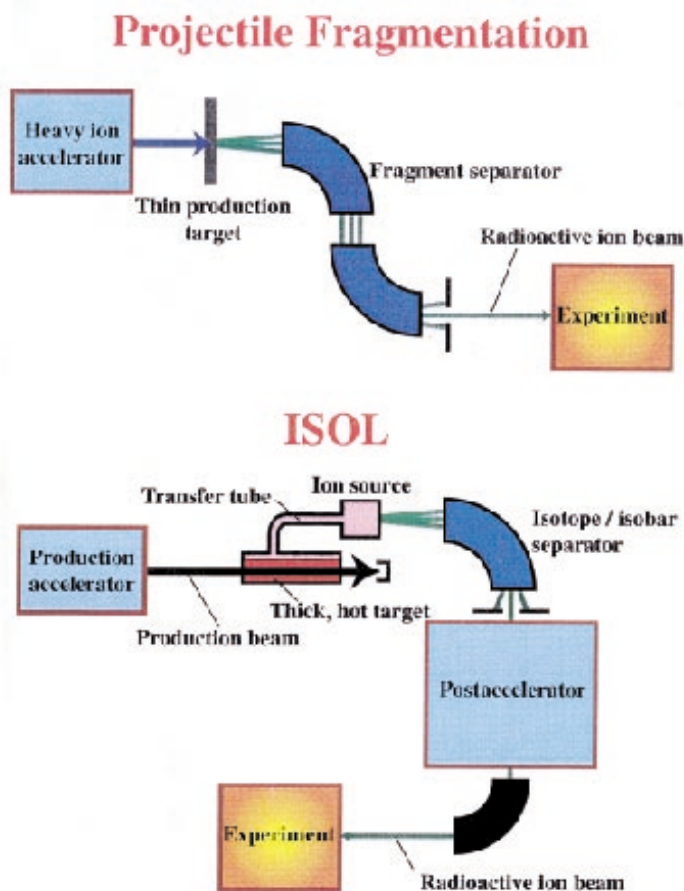 Projectile Fragmentation
Heavy ion
accelerator
Thin production
target
Fragment separator
Radioactive ion beam
Experiment
ISOL
Transfer tube
Ion source
Isotope / isobar
separator
Production
accelerator
Thick, hot target
Production beam
Postaccelerator
Experiment
Radioactive ion beam